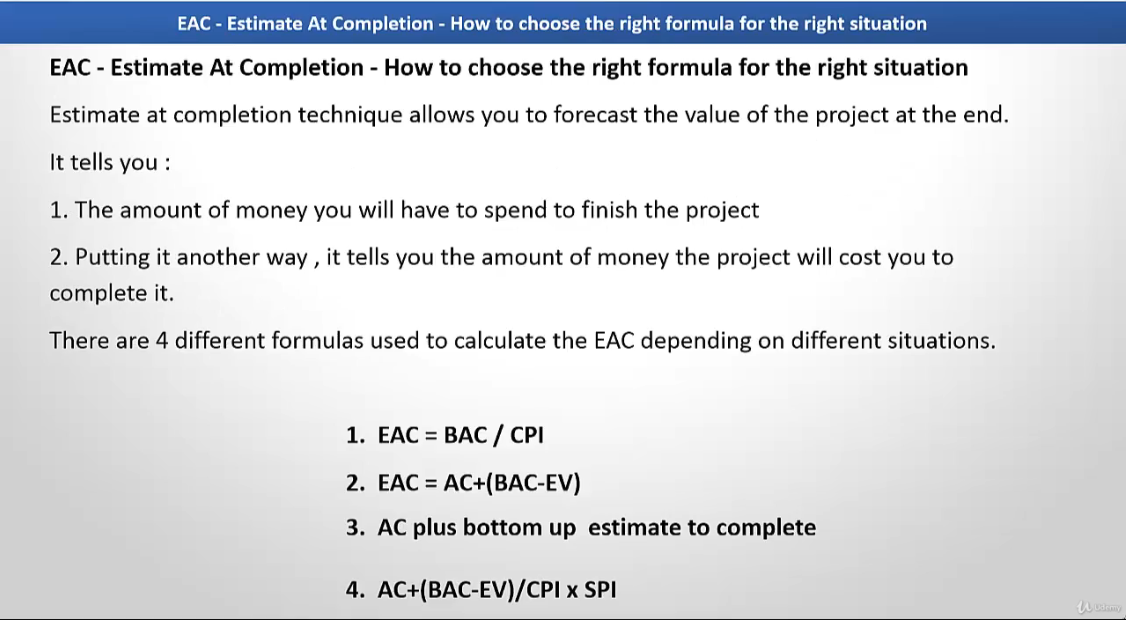 EAC - Estimate At Completion - How to choose the right formula for the right situation
EAC - Estimate At Completion - How to choose the right formula for the right situation
Estimate at completion technique allows you to forecast the value of the project at the end.
It tells you :
1. The amount of money you will have to spend to finish the project
2. Putting it another way , it tells you the amount of money the project will cost you to
complete it.
There are 4 different formulas used to calculate the EAC depending on different situations.
1. EAC = BAC / CPI
2. EAC = AC+(BAC-EV)
3. AC plus bottom up estimate to complete
4. AC+(BAC-EV)/CPI x SPI
Udemy